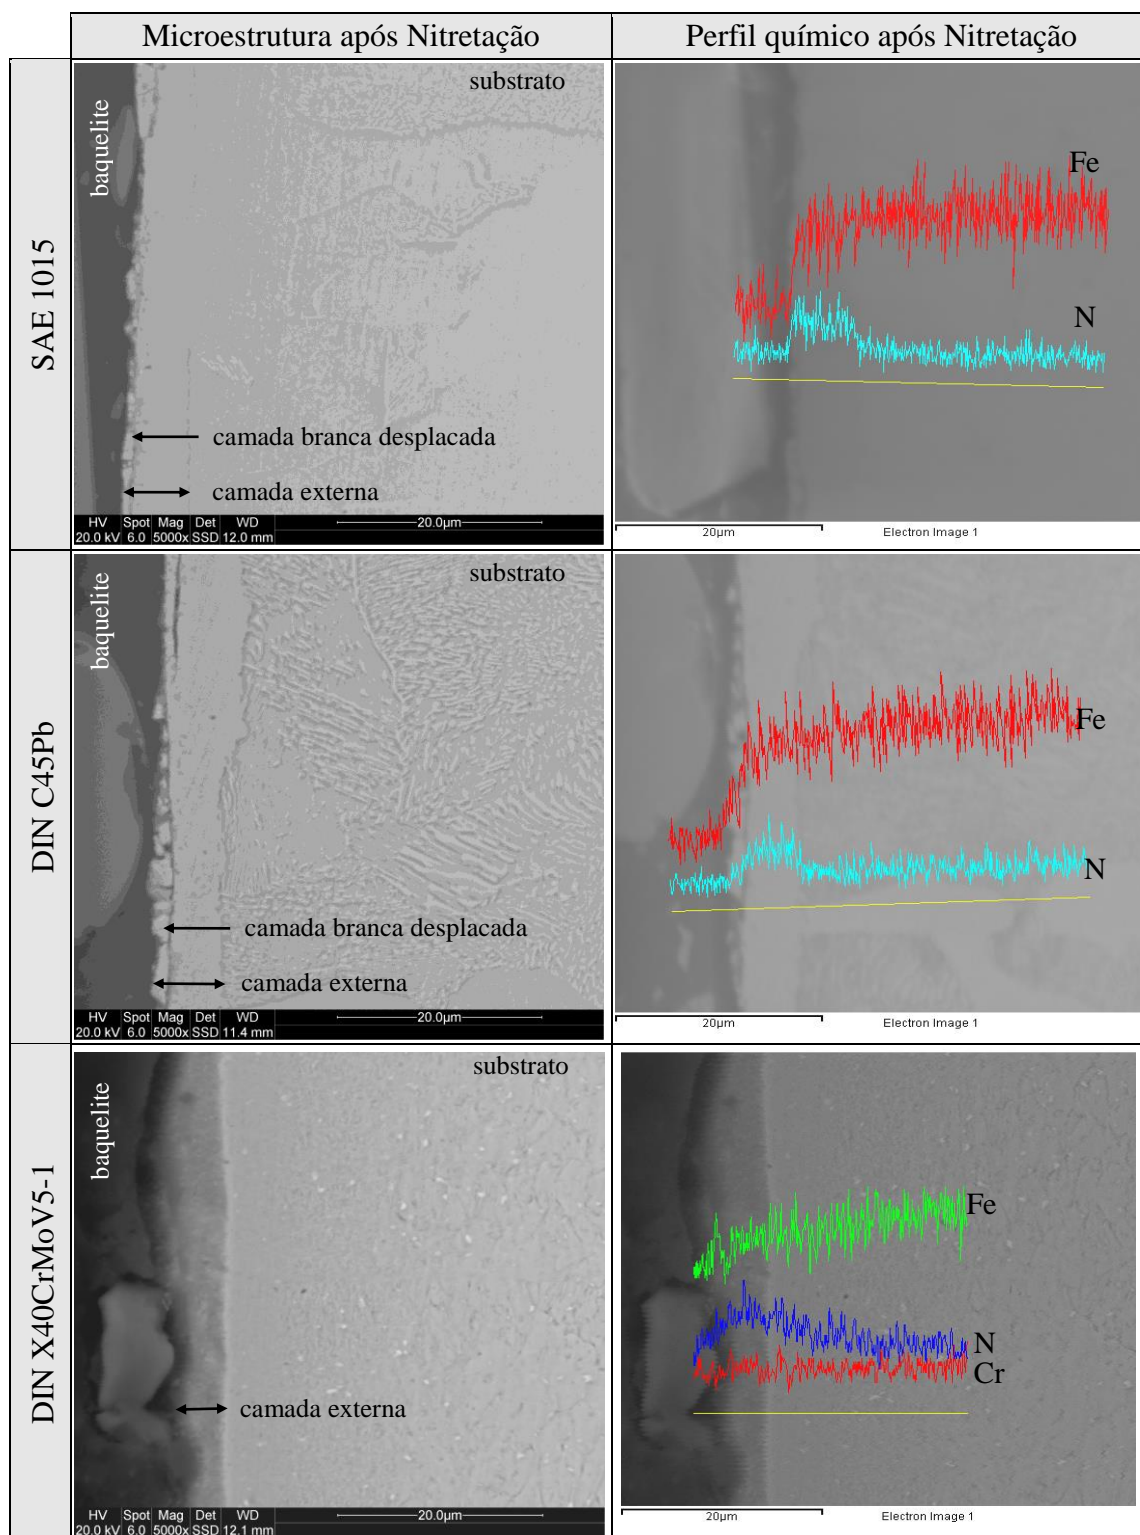 Microestrutura após Nitretação
Perfil químico após Nitretação
SAE 1015
baquelite
substrato
camada branca desplacada
camada externa
HV Spot Mag Det WD 20.0µm
20.0 kV 6.0 5000x SSD 12.0 mm
Fe
N
20µm Electron Image 1
DIN C45Pb
baquelite
substrato
camada branca desplacada
camada externa
HV Spot Mag Det WD 20.0µm
20.0 kV 6.0 5000x SSD 11.4 mm
Fe
N
20µm Electron Image 1
DIN X40CrMoV5-1
baquelite
substrato
camada externa
HV Spot Mag Det WD 20.0µm
20.0 kV 6.0 5000x SSD 12.1 mm
Fe
N
Cr
20µm Electron Image 1